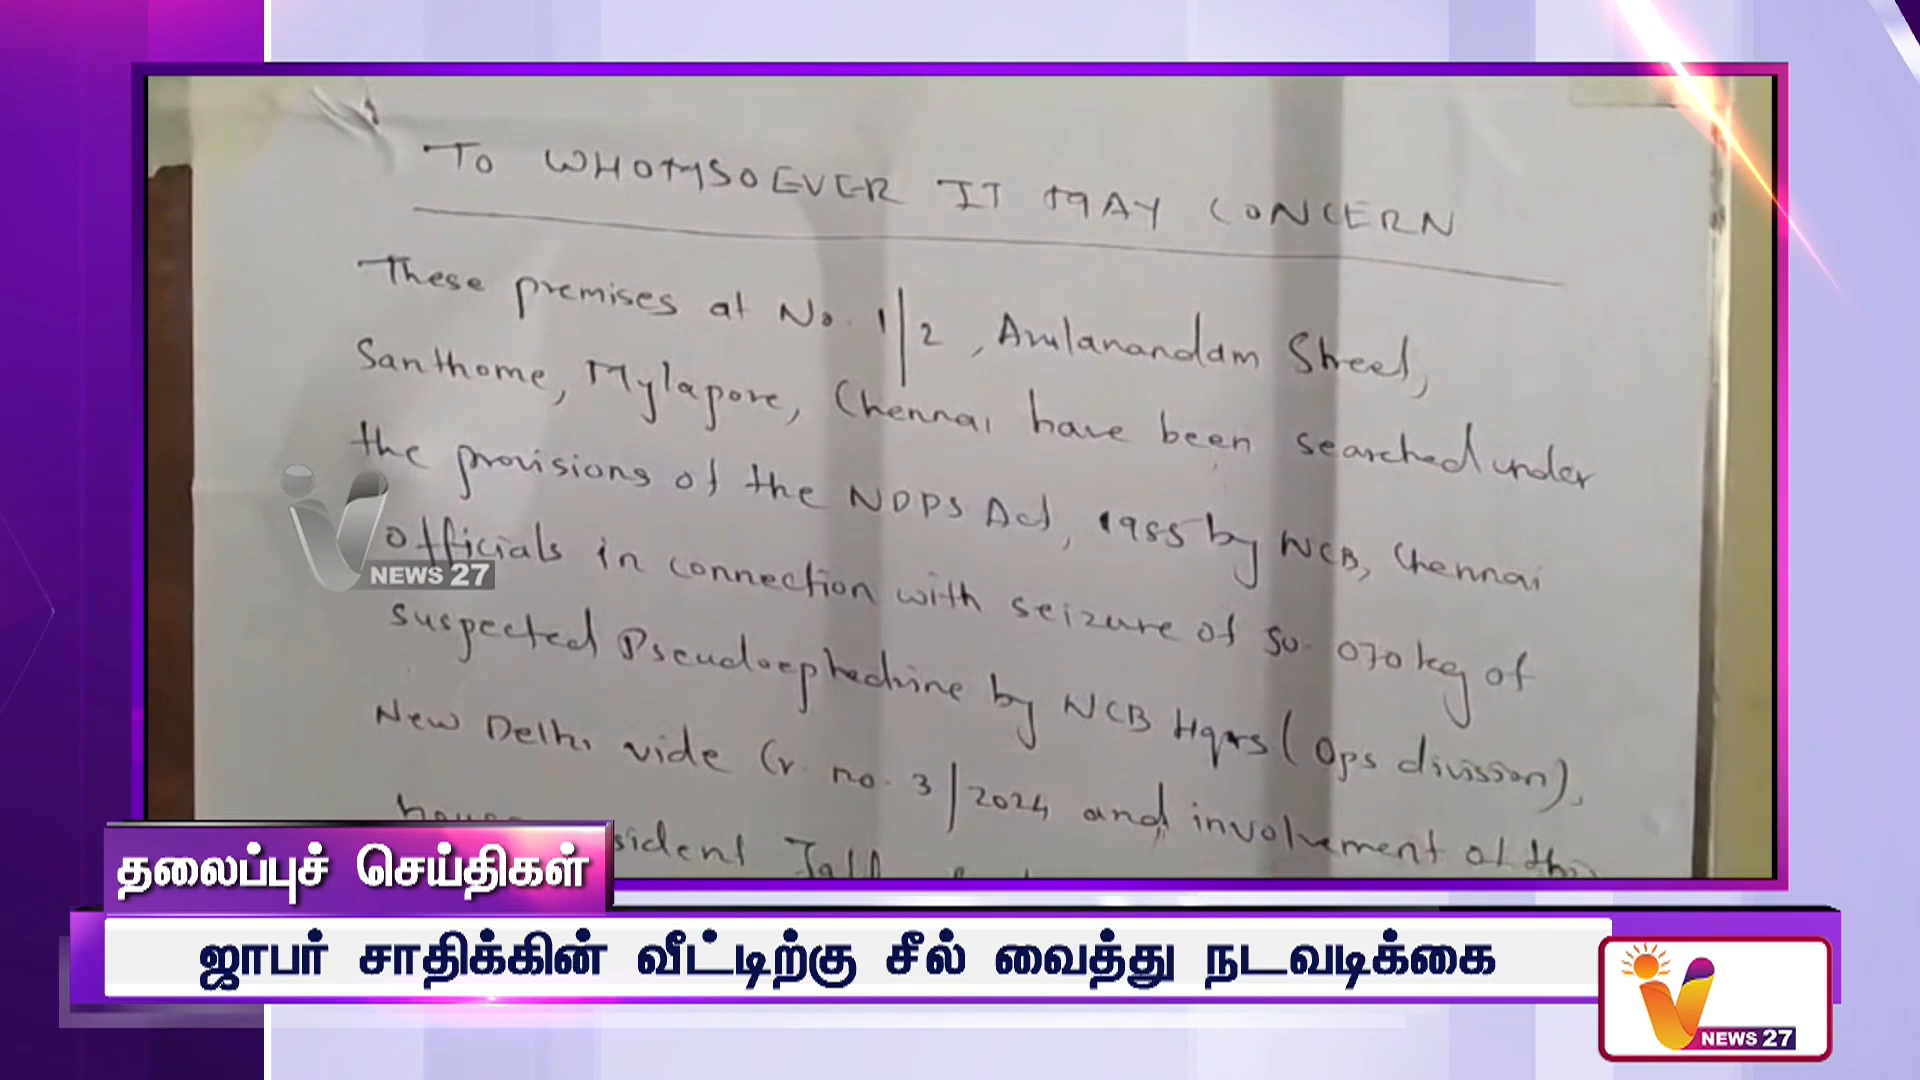 TO WHOMSOEVER IT MAY CONCERN
These premises at No. 1/2, Arulanandam Street,
Santhome, Mylapore, Chennai have been searched under
the provisions of the NDPS Act, 1985 by NCB, Chennai
officials in connection with seizure of 50.070 kg of
suspected Pseudoephedrine by NCB Hqrs (Ops division),
New Delhi vide Cr. no. 3/2024 and involvement of
NEWS 27
தலைப்புச் செய்திகள்
ஜாபர் சாதிக்கின் வீட்டிற்கு சீல் வைத்து நடவடிக்கை
NEWS 27